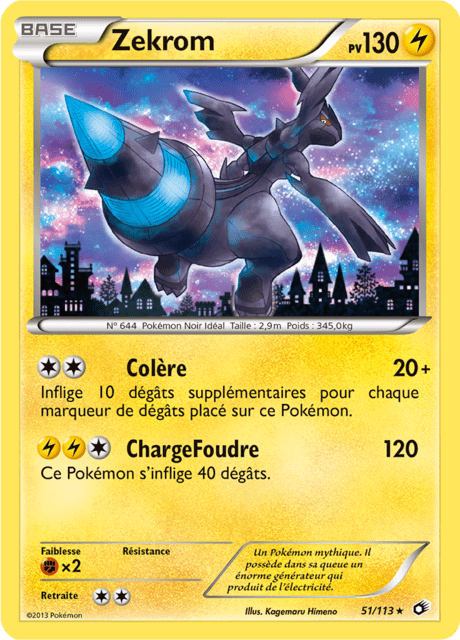 BASE Zekrom PV130
N° 644 Pokémon Noir Idéal Taille : 2,9m Poids : 345,0kg
Colère 20+
Inflige 10 dégâts supplémentaires pour chaque
marqueur de dégâts placé sur ce Pokémon.
ChargeFoudre 120
Ce Pokémon s'inflige 40 dégâts.
Faiblesse Résistance
×2
Retraite
Un Pokémon mythique. Il
possède dans sa queue un
énorme générateur qui
produit de l'électricité.
©2013 Pokémon Illus. Kagemaru Himeno 51/113 ★